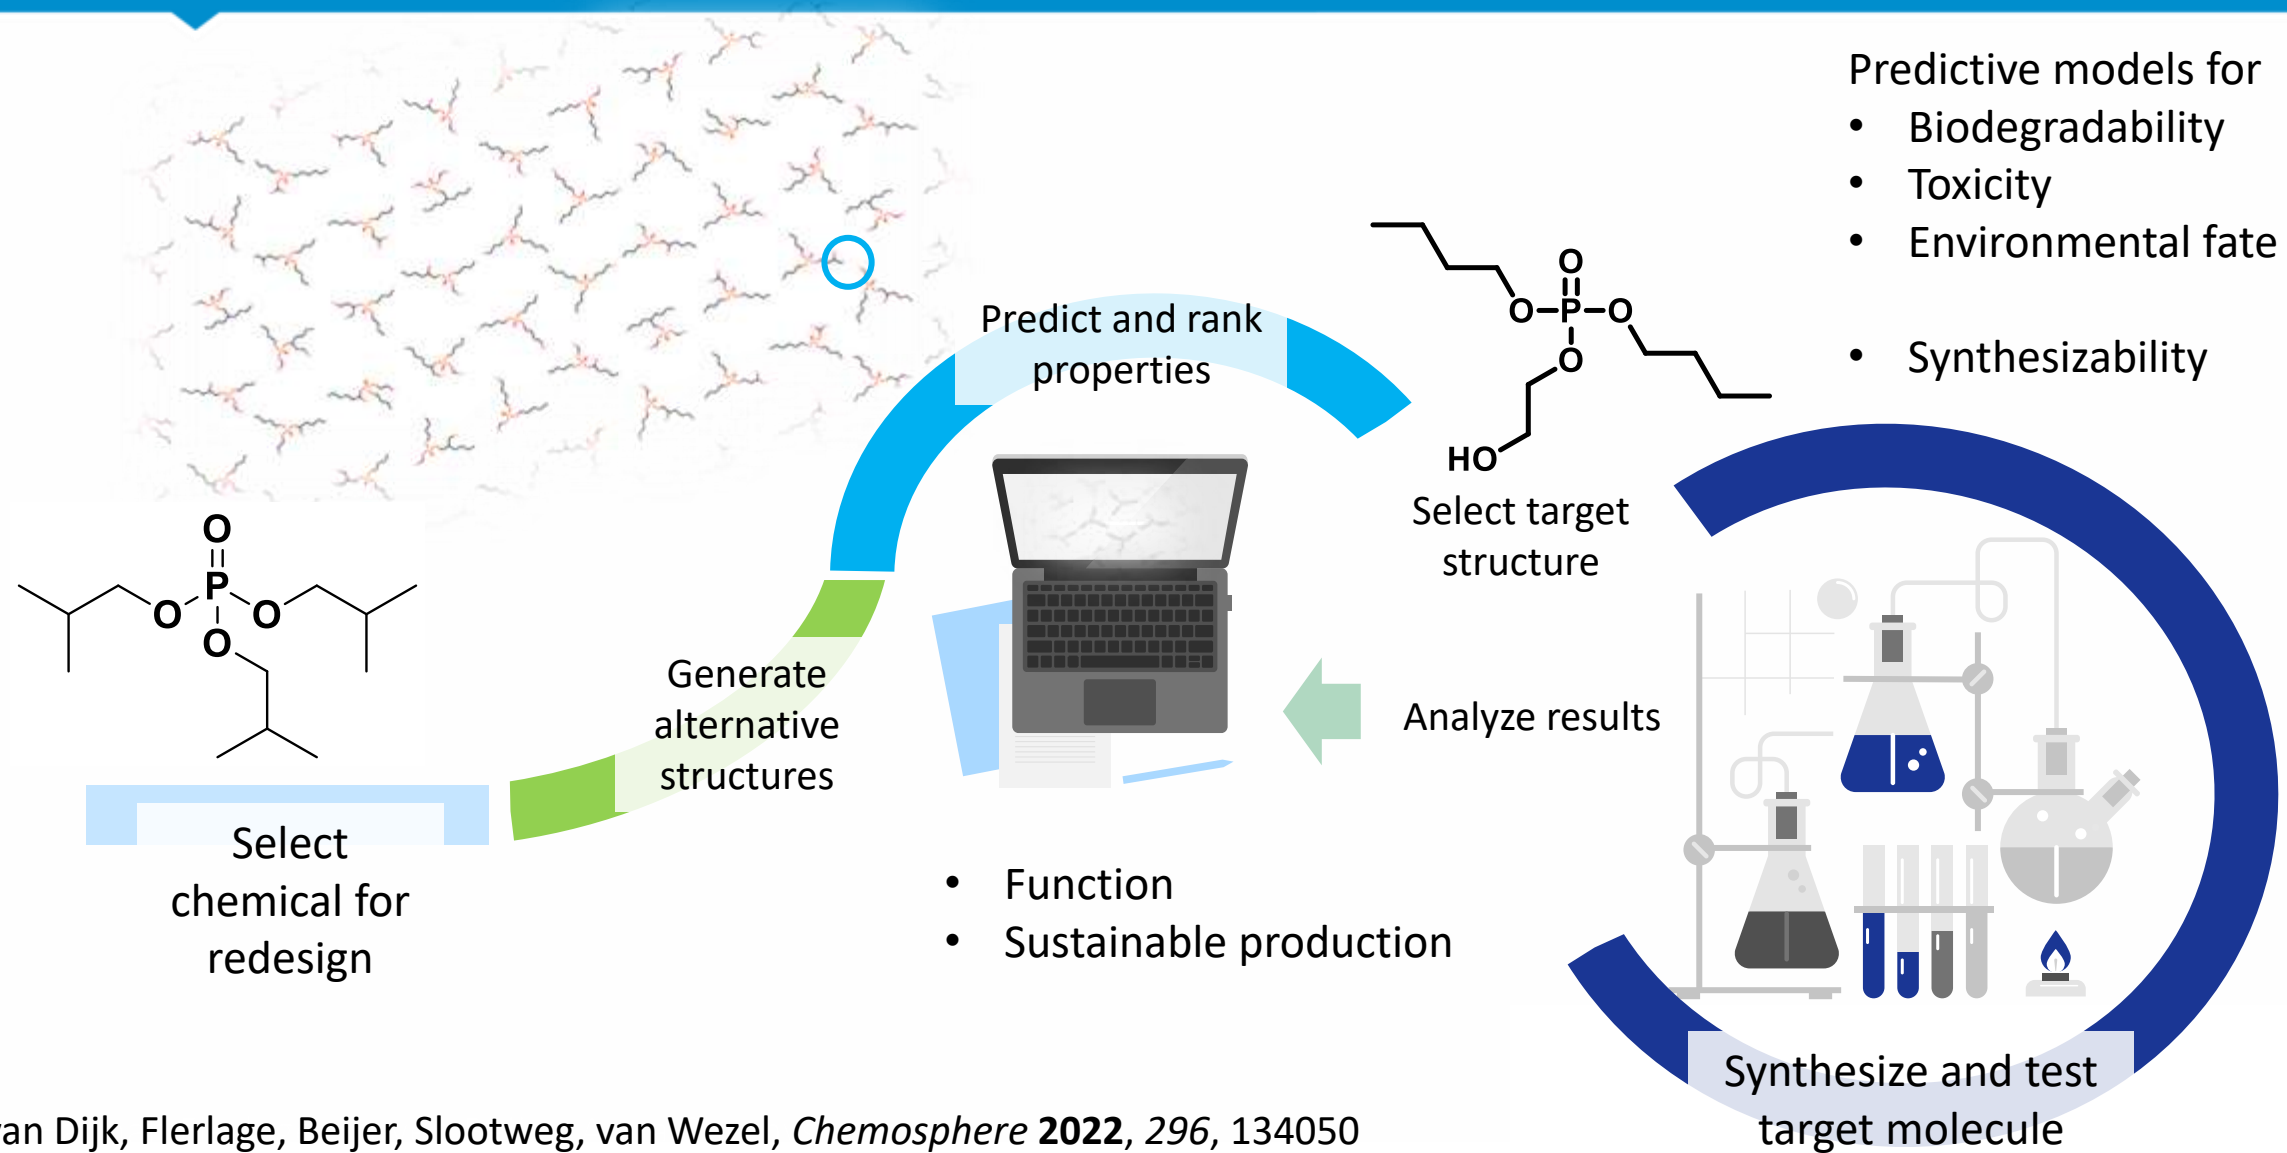 Predictive models for
• Biodegradability
• Toxicity
• Environmental fate
• Synthesizability
Predict and rank
properties
O
O P O
O
HO
Select target
structure
O
P
O O
O
Select
chemical for
redesign
Generate
alternative
structures
Analyze results
• Function
• Sustainable production
Synthesize and test
target molecule
van Dijk, Flerlage, Beijer, Slootweg, van Wezel, Chemosphere 2022, 296, 134050